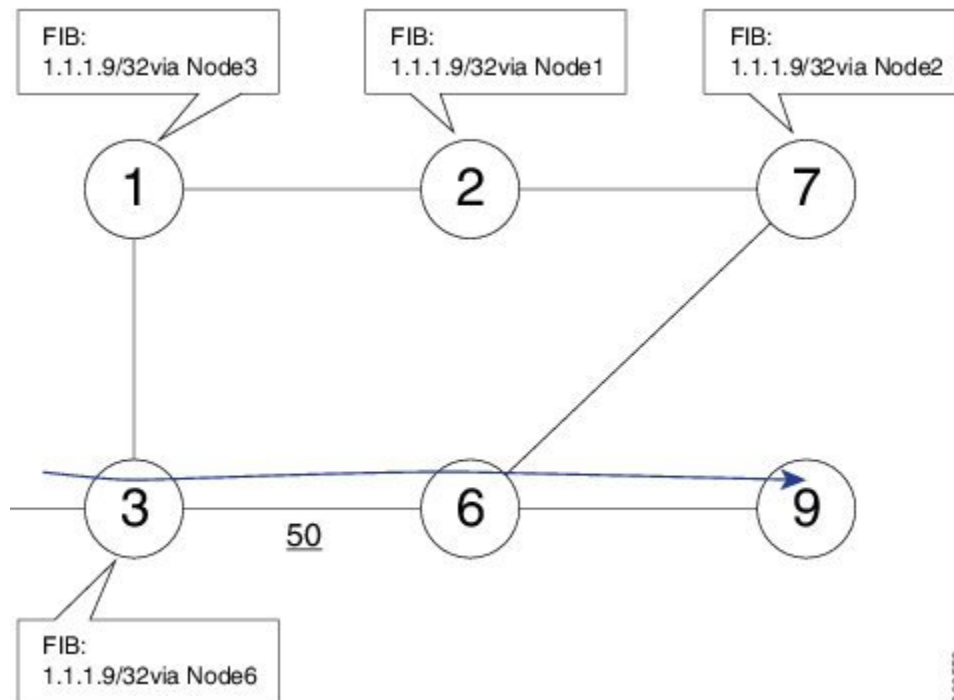 FIB:
1.1.1.9/32via Node3
FIB:
1.1.1.9/32via Node1
FIB:
1.1.1.9/32via Node2
1
2
7
3
6
9
50
FIB:
1.1.1.9/32via Node6